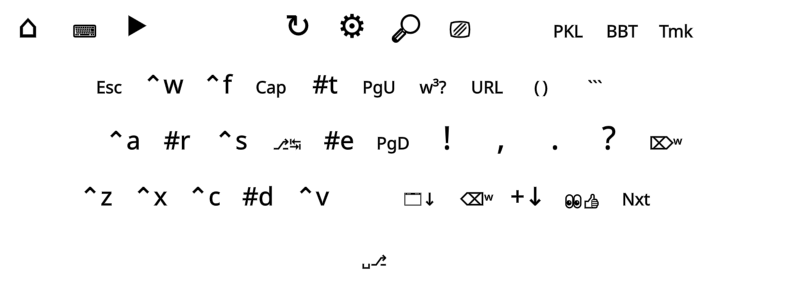 ⌂ ⌨ ▶ ↻ ⚙ 🔎 PKL BBT Tmk
Esc ^w ^f Cap #t PgU w³? URL () ```
^a #r ^s ⎇↹ #e PgD ! , . ? ⌦ʷ
^z ^x ^c #d ^v 🗔↓ ⌫ʷ +↓ 👀👍 Nxt
␣⎇